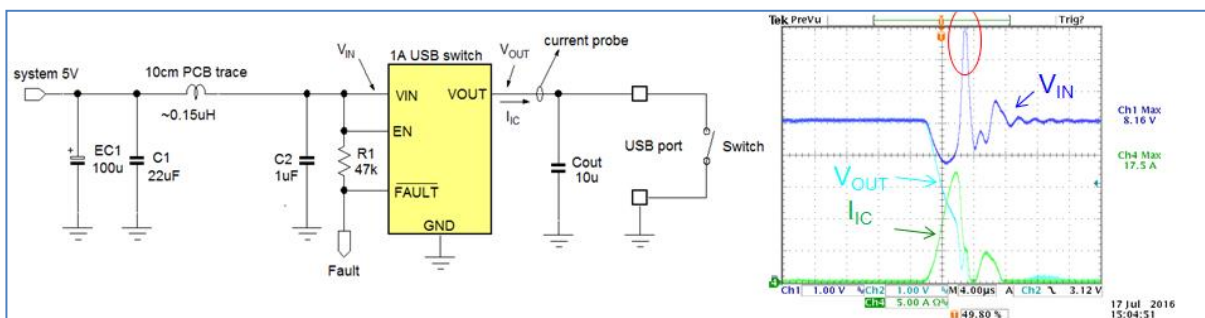 system 5V
10cm PCB trace
~0.15uH
EC1
100u
+
C1
22uF
C2
1uF
R1
47k
Fault
VIN
1A USB switch
VIN
EN
FAULT
GND
VOUT
VOUT
IIC
current probe
Cout
10u
USB port
Switch
Tek PreVu
Trig?
VIN
VOUT
IIC
Ch1 Max
8.16 V
Ch4 Max
17.5 A
Ch1 1.00 V Ch2 1.00 V M 4.00µs A Ch2 3.12 V
Ch4 5.00 A Ω
49.80 %
17 Jul 2016
15:04:51